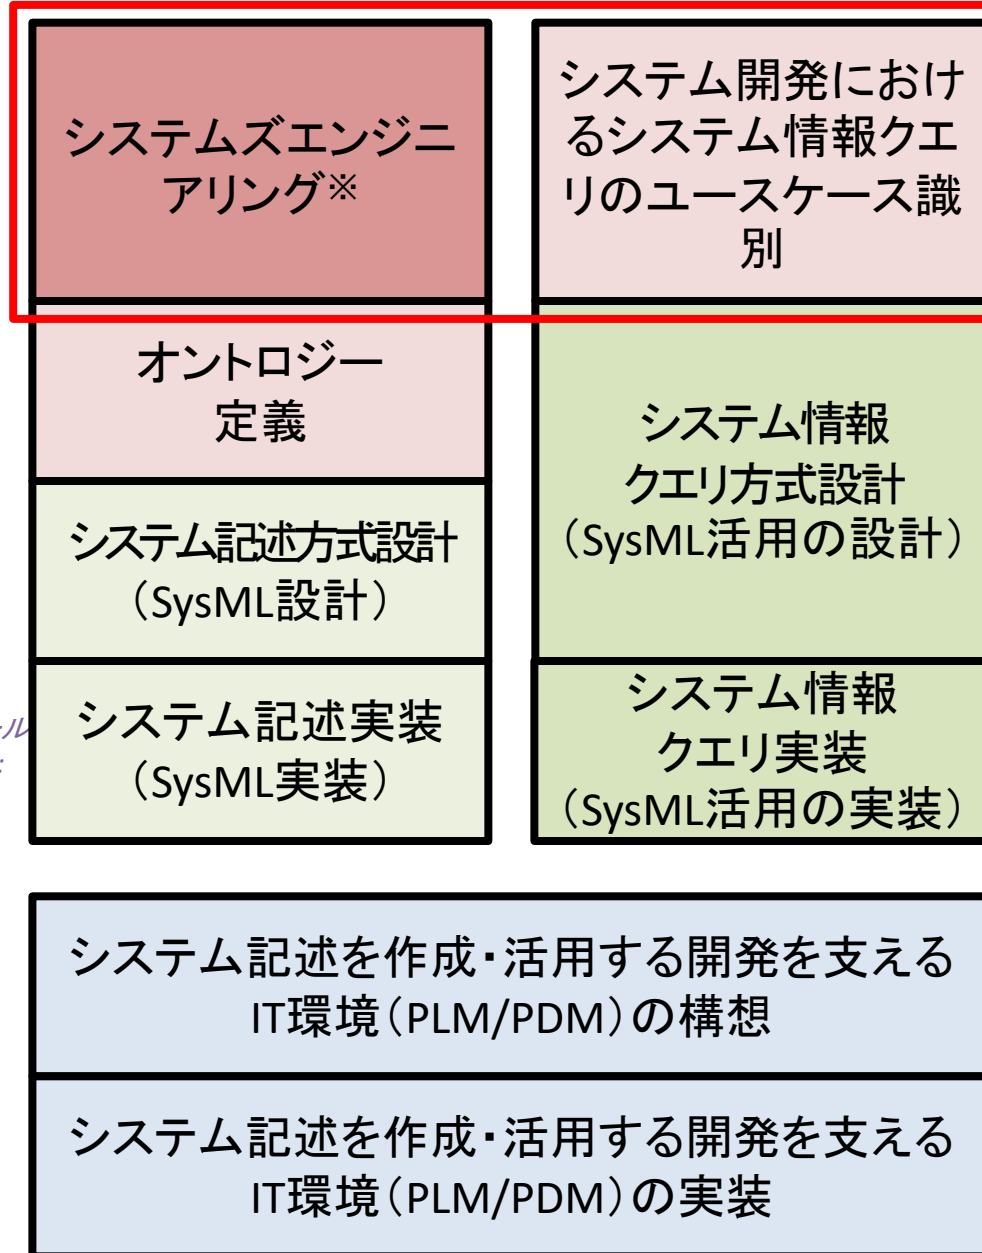 システムズエンジニ
アリング※
システム開発におけ
るシステム情報クエ
リのユースケース識
別
オントロジー
定義
システム情報
クエリ方式設計
（SysML活用の設計）
システム記述方式設計
（SysML設計）
システム記述実装
（SysML実装）
システム情報
クエリ実装
（SysML活用の実装）
ール
システム記述を作成・活用する開発を支える
IT環境（PLM/PDM）の構想
システム記述を作成・活用する開発を支える
IT環境（PLM/PDM）の実装